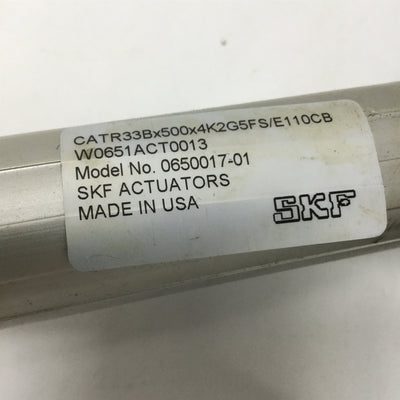 CATR33Bx500x4K2G5FS/E110CB
W0651ACT0013
Model No. 0650017-01
SKF ACTUATORS
MADE IN USA
SKF